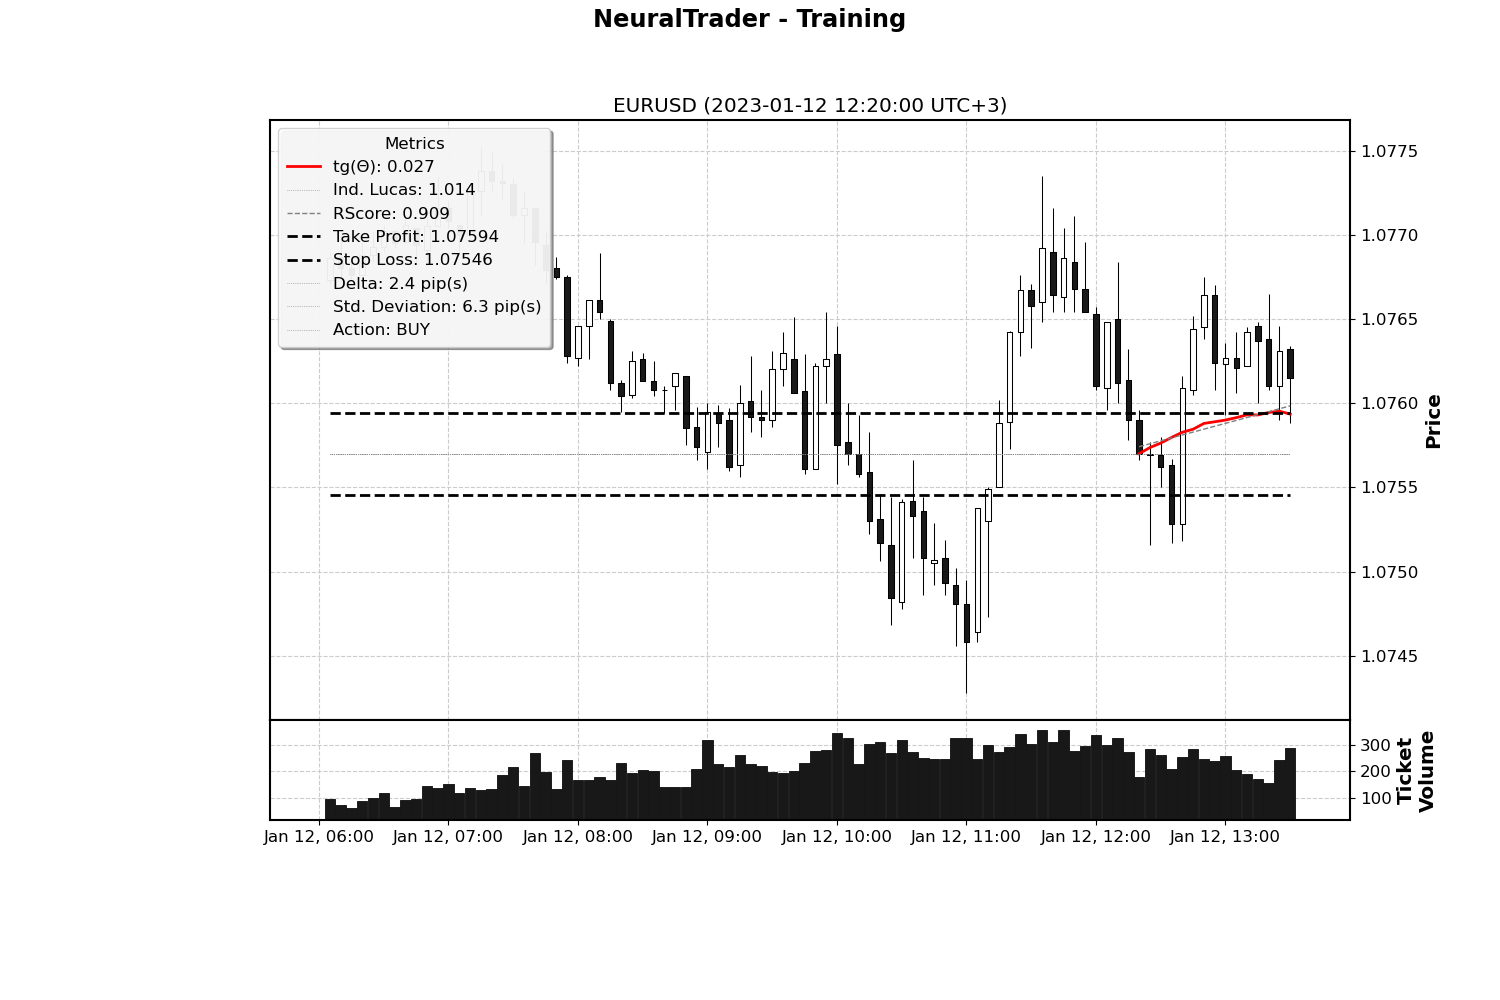 NeuralTrader - Training
EURUSD (2023-01-12 12:20:00 UTC+3)
Metrics
tg(Θ): 0.027
Ind. Lucas: 1.014
RScore: 0.909
Take Profit: 1.07594
Stop Loss: 1.07546
Delta: 2.4 pip(s)
Std. Deviation: 6.3 pip(s)
Action: BUY
1.0775
1.0770
1.0765
1.0760
1.0755
1.0750
1.0745
Price
300
200
100
Ticket
Volume
Jan 12, 06:00 Jan 12, 07:00 Jan 12, 08:00 Jan 12, 09:00 Jan 12, 10:00 Jan 12, 11:00 Jan 12, 12:00 Jan 12, 13:00